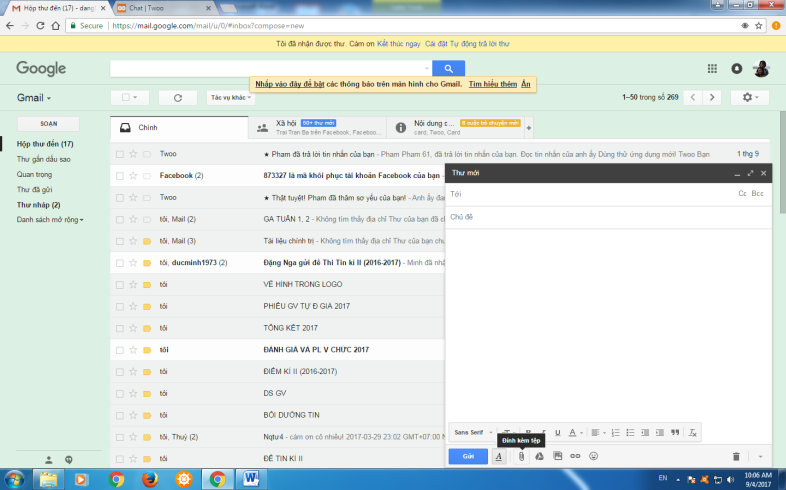 Hộp thư đến (17) - dang
Chat | Twoo
Secure | https://mail.google.com/mail/u/0/#inbox?compose=new
Tôi đã nhận được thư. Cảm ơn Kết thúc ngay Cài đặt Tự động trả lời thư
Google
Nhấp vào đây để bật các thông báo trên màn hình cho Gmail. Tìm hiểu thêm Ẩn
Gmail
Tác vụ khác
1–50 trong số 269
SOẠN
Hộp thư đến (17)
Thư gắn dấu sao
Quan trọng
Thư đã gửi
Thư nháp (2)
Danh sách mở rộng
Chính
Xã hội 50+ thư mới
Trai Tran Ba trên Facebook, Faceboo...
Nội dung c...
card, Twoo, Card
Twoo ★ Pham đã trả lời tin nhắn của bạn - Pham Pham 61, đã trả lời tin nhắn của bạn. Đọc tin nhắn của anh ấy Dùng thử ứng dụng mới! Twoo Bạn 1 thg 9
Facebook (2) 873327 là mã khôi phục tài khoản Facebook của bạn
Twoo ★ Thật tuyệt! Pham đã thăm sơ yếu của bạn! - Anh ấy đa
tôi, Mail (2) GA TUẦN 1, 2 - Không tìm thấy địa chỉ Thư của bạn đã c
tôi, Mail (3) Tài liệu chính trị - Không tìm thấy địa chỉ Thư của bạn chư
tôi, ducminh1973 (2) Đặng Nga gửi đề Thi Tin kì II (2016-2017) - Mình đã nhậ
tôi VẼ HÌNH TRONG LOGO
tôi PHIẾU GV TỰ Đ GIÁ 2017
tôi TỔNG KẾT 2017
tôi ĐÁNH GIÁ VÀ PL V CHỨC 2017
tôi ĐIỂM KÌ II (2016-2017)
tôi DS GV
tôi BỒI DƯỠNG TIN
tôi, Thuý (2) Nqtu4 - cảm ơn cô nhiều! 2017-03-29 23:02 GMT+07:00 N
tôi ĐỀ TIN KÌ II
Thư mới
Tới Cc Bcc
Chủ đề
Sans Serif
Đính kèm tệp
Gửi
EN
10:06 AM
9/4/2017